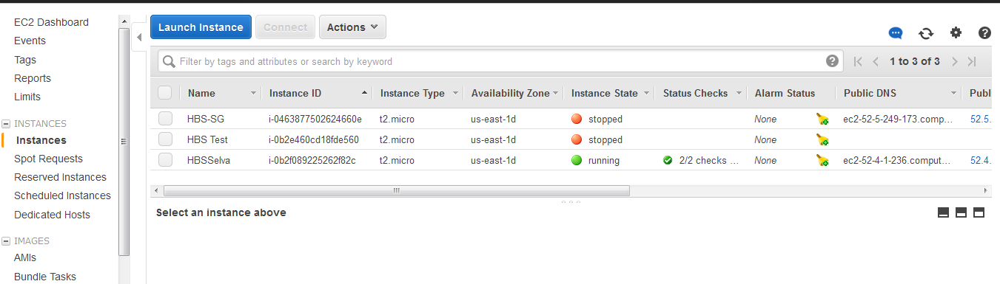 EC2 Dashboard
Events
Tags
Reports
Limits
INSTANCES
Instances
Spot Requests
Reserved Instances
Scheduled Instances
Dedicated Hosts
IMAGES
AMIs
Bundle Tasks
Launch Instance Connect Actions
Filter by tags and attributes or search by keyword ? 1 to 3 of 3 ?
Name Instance ID Instance Type Availability Zone Instance State Status Checks Alarm Status Public DNS Publ
HBS-SG i-0463877502624660e t2.micro us-east-1d stopped None ec2-52-5-249-173.comp... 52.5.
HBS Test i-0b2e460cd18fde560 t2.micro us-east-1d stopped None
HBSSelva i-0b2f089225262f82c t2.micro us-east-1d running 2/2 checks ... None ec2-52-4-1-236.comput... 52.4.
Select an instance above